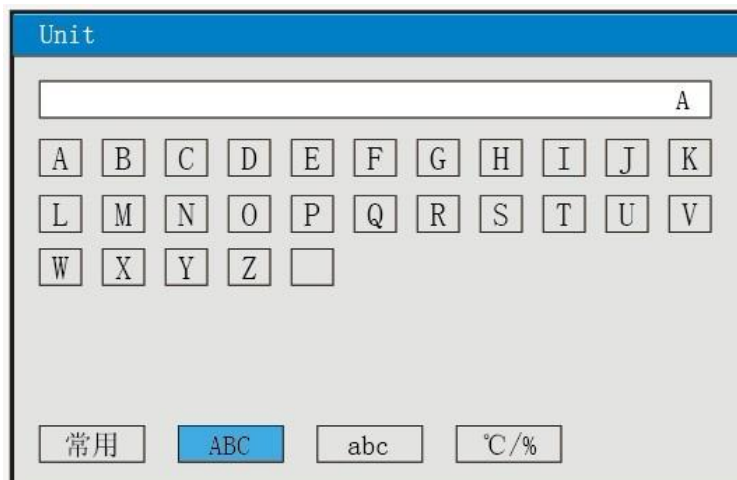 Unit
A
A B C D E F G H I J K
L M N O P Q R S T U V
W X Y Z
常用 ABC abc ℃/%